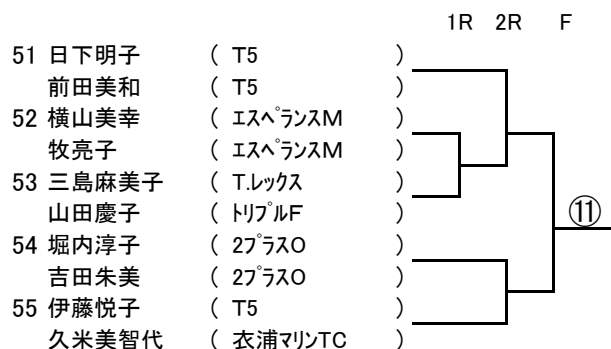 1R 2R F
51 日下明子 ( T5 )
前田美和 ( T5 )
52 横山美幸 ( ｴｽﾍﾟﾗﾝｽM )
牧亮子 ( ｴｽﾍﾟﾗﾝｽM )
53 三島麻美子 ( T.ﾚｯｸｽ )
山田慶子 ( ﾄﾘﾌﾟﾙF )
⑪
54 堀内淳子 ( 2ﾌﾟﾗｽO )
吉田朱美 ( 2ﾌﾟﾗｽO )
55 伊藤悦子 ( T5 )
久米美智代 ( 衣浦ﾏﾘﾝTC )